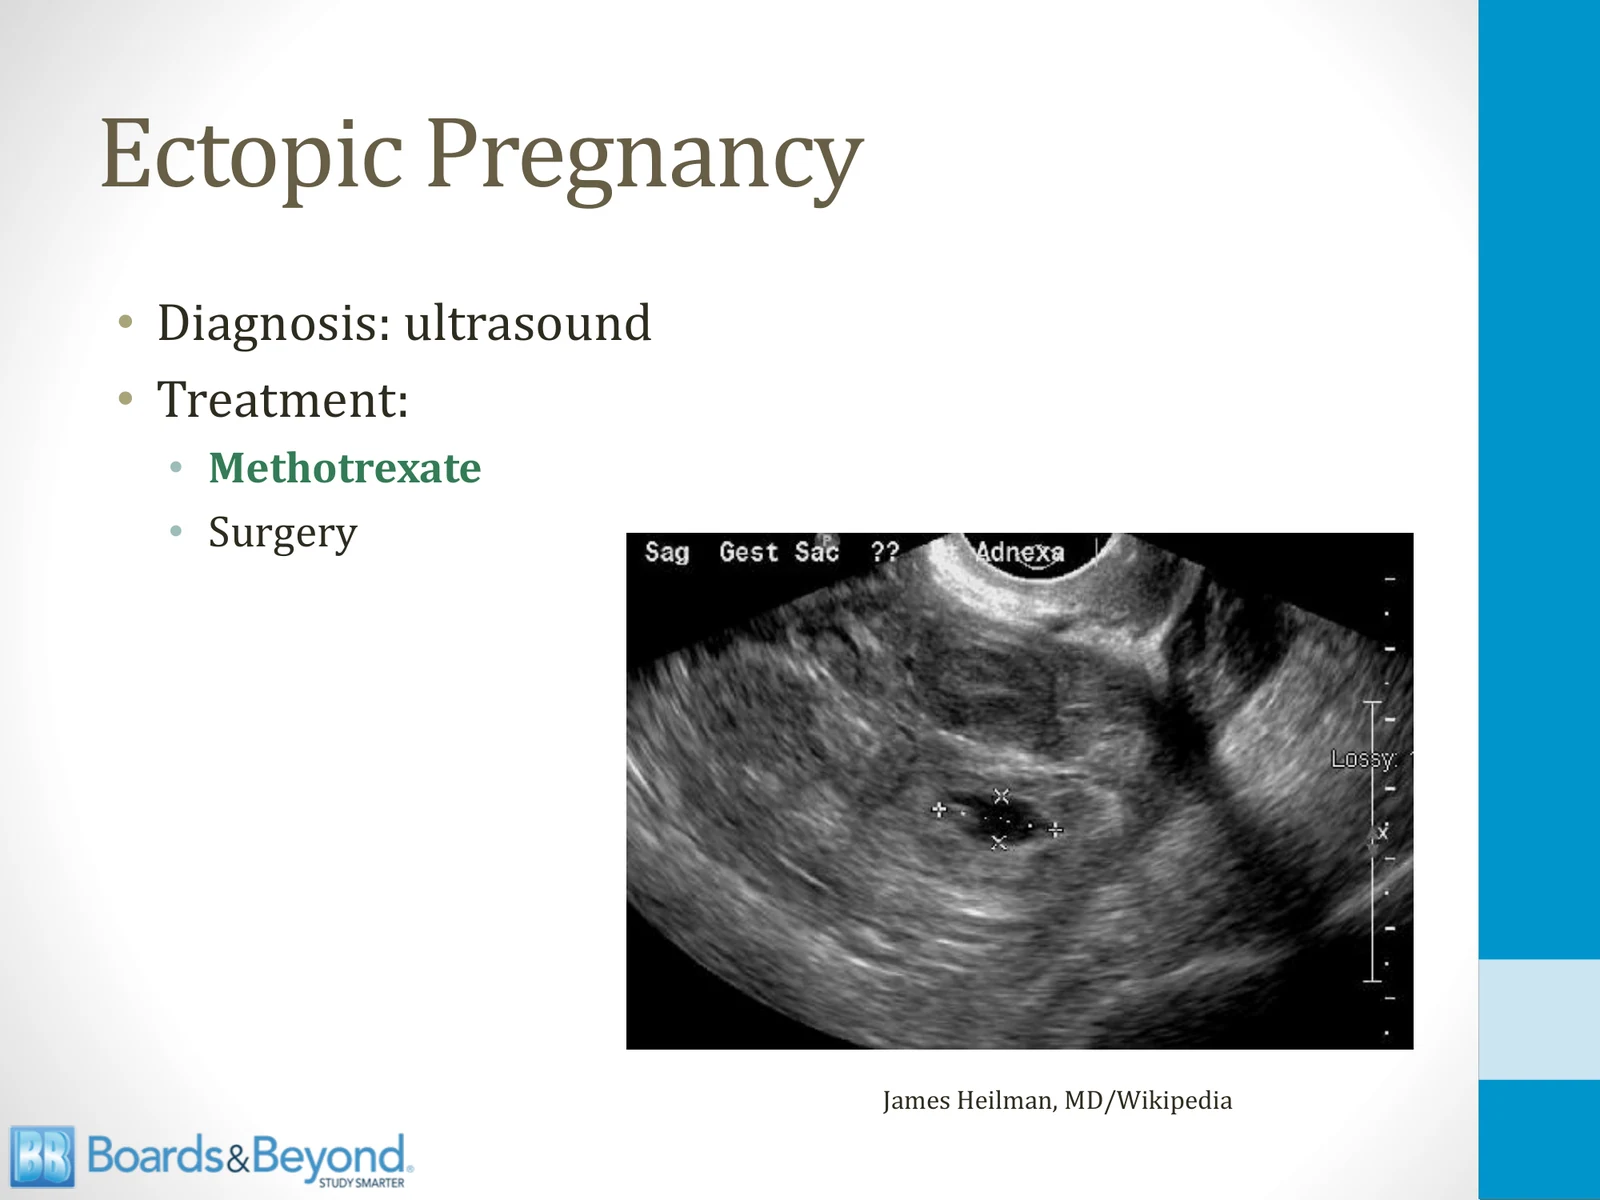 Ectopic Pregnancy
• Diagnosis: ultrasound
• Treatment:
• Methotrexate
• Surgery
Sag Gest Sac ?? Adnexa
P
Lossy:
x
James Heilman, MD/Wikipedia
BB Boards&Beyond®
STUDY SMARTER